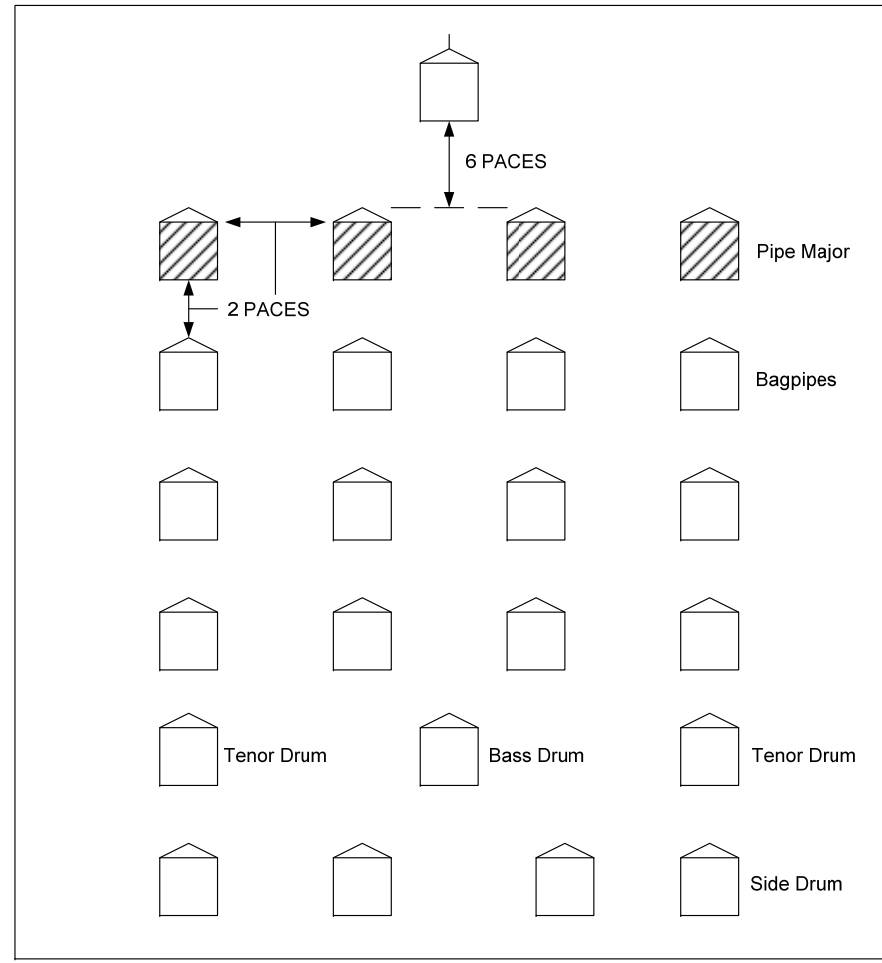 6 PACES
Pipe Major
2 PACES
Bagpipes
Tenor Drum
Bass Drum
Tenor Drum
Side Drum